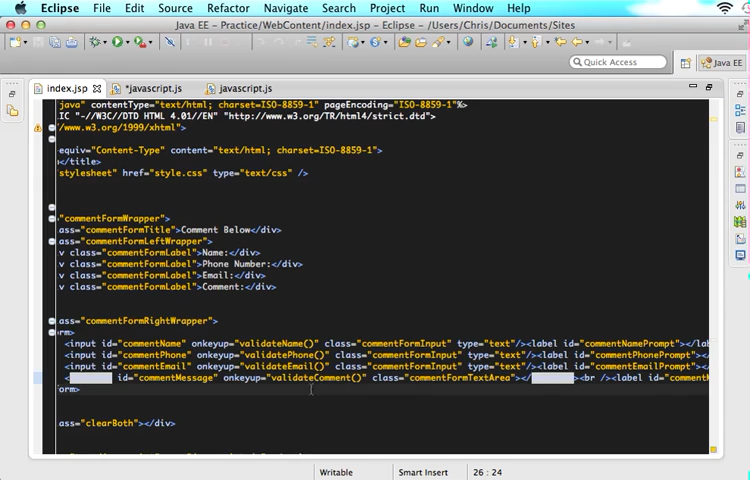 Eclipse File Edit Source Refactor Navigate Search Project Run Window Help
Java EE - Practice/WebContent/index.jsp - Eclipse - /Users/Chris/Documents/Sites
Quick Access
Java EE
index.jsp *javascript.js javascript.js
java" contentType="text/html; charset=ISO-8859-1" pageEncoding="ISO-8859-1"%>
LIC "-//W3C//DTD HTML 4.01//EN" "http://www.w3.org/TR/html4/strict.dtd">
"/www.w3.org/1999/xhtml">
equiv="Content-Type" content="text/html; charset=ISO-8859-1">
</title>
stylesheet" href="style.css" type="text/css" />
"commentFormWrapper">
ass="commentFormTitle">Comment Below</div>
ass="commentFormLeftWrapper">
v class="commentFormLabel">Name:</div>
v class="commentFormLabel">Phone Number:</div>
v class="commentFormLabel">Email:</div>
v class="commentFormLabel">Comment:</div>
ass="commentFormRightWrapper">
rm>
<input id="commentName" onkeyup="validateName()" class="commentFormInput" type="text"/><label id="commentNamePrompt"></lab
<input id="commentPhone" onkeyup="validatePhone()" class="commentFormInput" type="text"/><label id="commentPhonePrompt"></
<input id="commentEmail" onkeyup="validateEmail()" class="commentFormInput" type="text"/><label id="commentEmailPrompt"></
< id="commentMessage" onkeyup="validateComment()" class="commentFormTextArea"></ ><br /><label id="commentM
orm>
ass="clearBoth"></div>
Writable Smart Insert 26 : 24